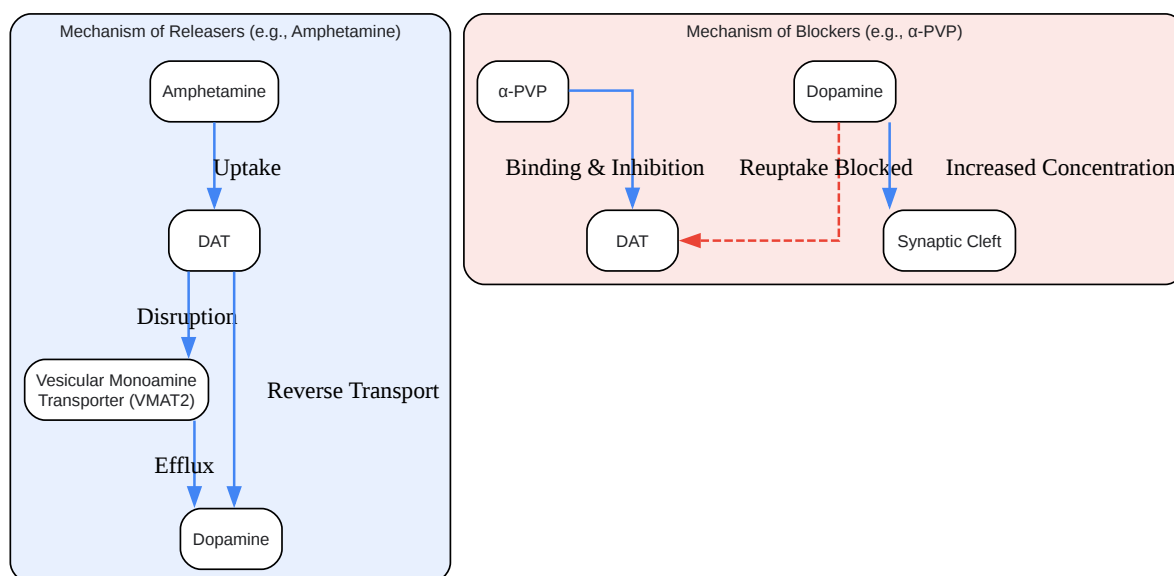 Mechanism of Releasers (e.g., Amphetamine)
Amphetamine
Uptake
DAT
Disruption
Vesicular Monoamine
Transporter (VMAT2)
Reverse Transport
Efflux
Dopamine
Mechanism of Blockers (e.g., α-PVP)
α-PVP
Dopamine
Binding & Inhibition
Reuptake Blocked
Increased Concentration
DAT
Synaptic Cleft